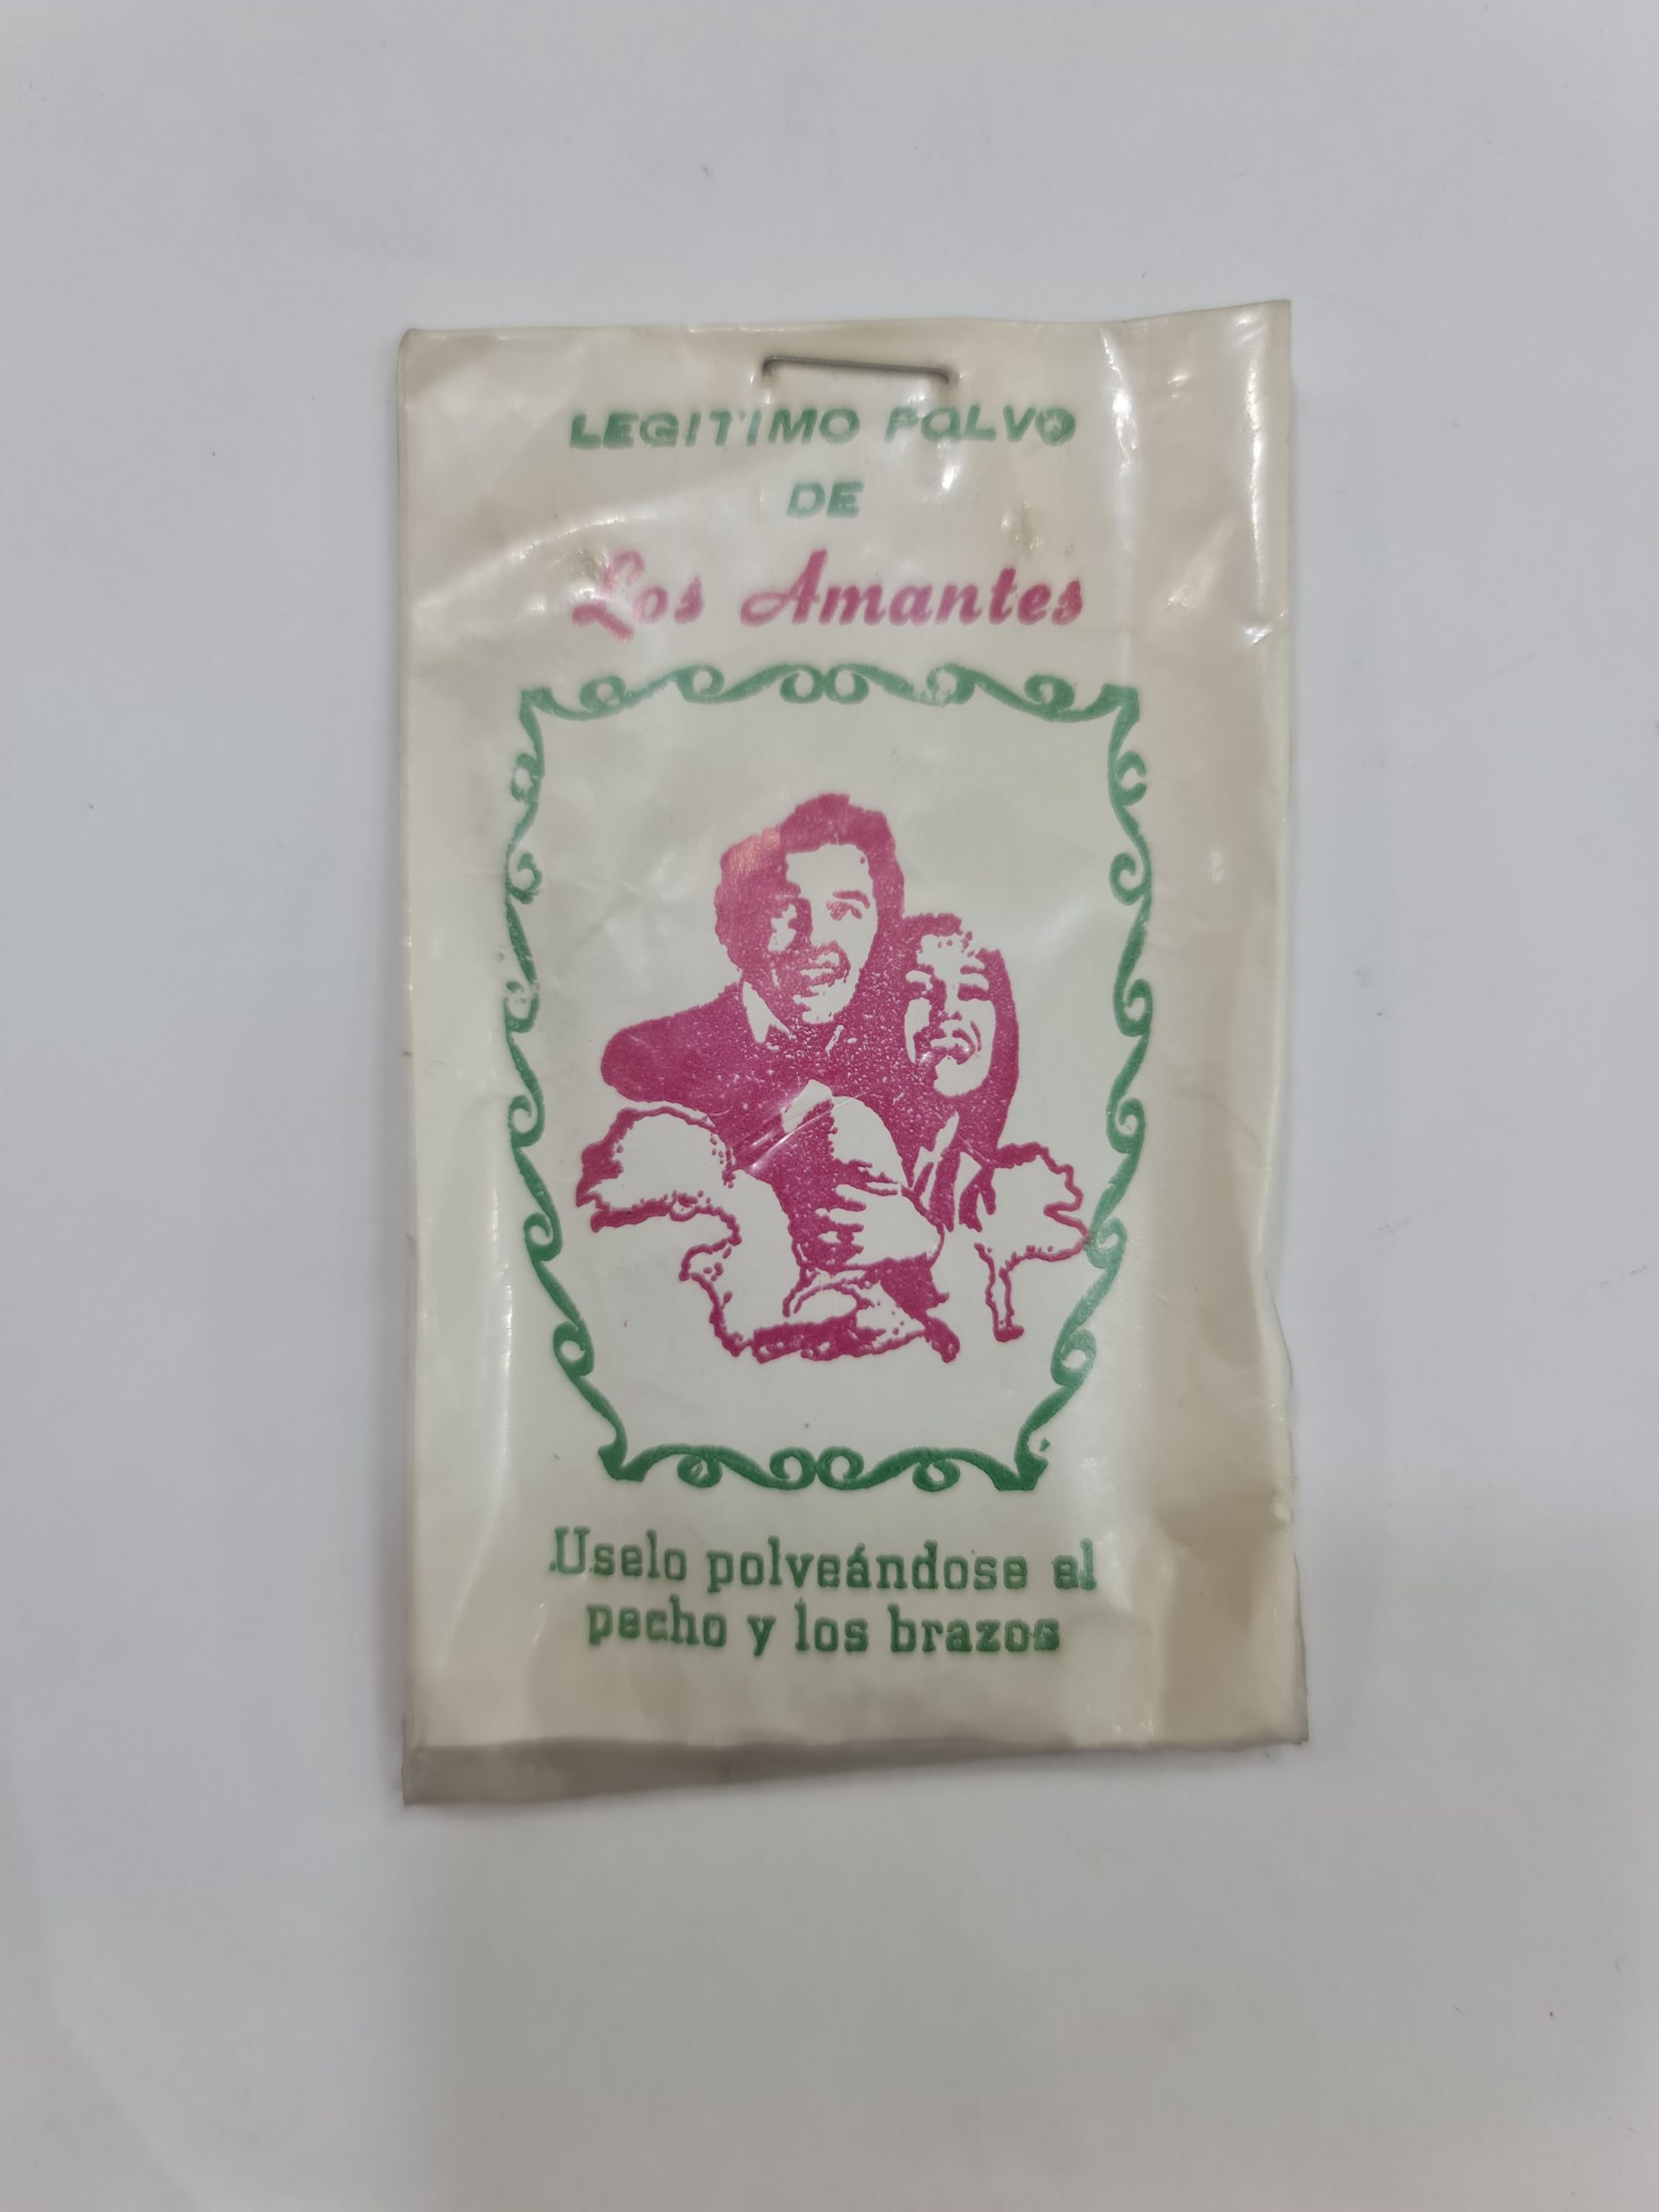 LEGITIMO POLVO
DE
Los Amantes
Uselo polveándose el
pecho y los brazos